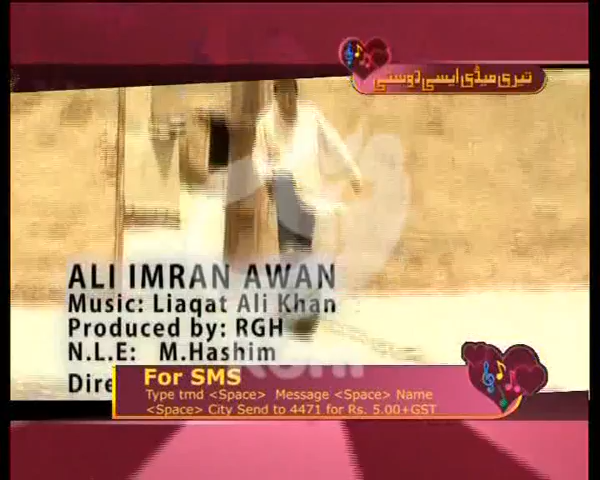 تیری میڈی ایسی دوستی
ALI IMRAN AWAN
Music: Liaqat Ali Khan
Produced by: RGH
N.L.E: M.Hashim
Dire
For SMS
Type tmd <Space> Message <Space> Name
<Space> City Send to 4471 for Rs. 5.00+GST